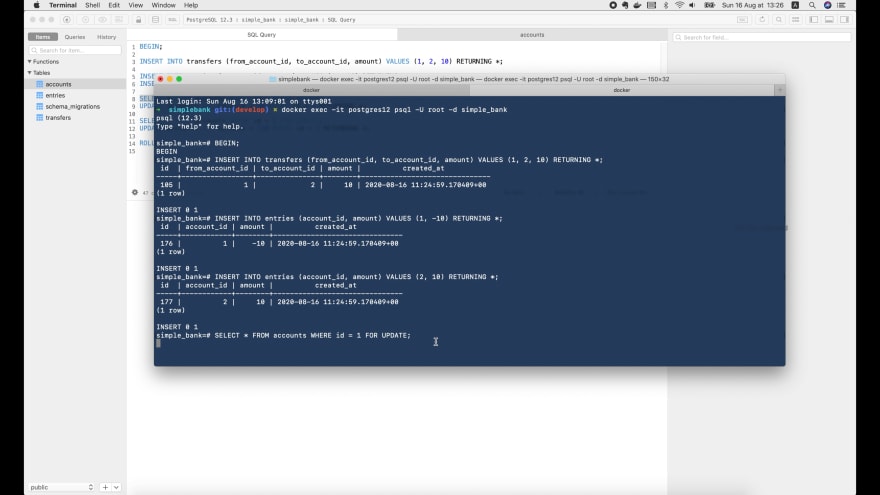 Terminal Shell Edit View Window Help
Sun 16 Aug at 13:26
PostgreSQL 12.3 : simple_bank : simple_bank : SQL Query
Items Queries History
SQL Query
accounts
Search for item...
Search for field...
Functions
Tables
accounts
entries
schema_migrations
transfers
1 BEGIN;
2
3 INSERT INTO transfers (from_account_id, to_account_id, amount) VALUES (1, 2, 10) RETURNING *;
4
5 INS
6 INSE
7
8 SEL
9 UPDA
10
11 SELE
12 UPDA
13
14 ROLL
15
47
simplebank — docker exec -it postgres12 psql -U root -d simple_bank — docker exec -it postgres12 psql -U root -d simple_bank — 150×32
docker
docker
Last login: Sun Aug 16 13:09:01 on ttys001
➜ simplebank git:(develop) ✗ docker exec -it postgres12 psql -U root -d simple_bank
psql (12.3)
Type "help" for help.
simple_bank=# BEGIN;
BEGIN
simple_bank=# INSERT INTO transfers (from_account_id, to_account_id, amount) VALUES (1, 2, 10) RETURNING *;
id | from_account_id | to_account_id | amount | created_at
-----+-----------------+---------------+--------+-------------------------------
105 | 1 | 2 | 10 | 2020-08-16 11:24:59.170409+00
(1 row)
INSERT 0 1
simple_bank=# INSERT INTO entries (account_id, amount) VALUES (1, -10) RETURNING *;
id | account_id | amount | created_at
-----+------------+--------+-------------------------------
176 | 1 | -10 | 2020-08-16 11:24:59.170409+00
(1 row)
INSERT 0 1
simple_bank=# INSERT INTO entries (account_id, amount) VALUES (2, 10) RETURNING *;
id | account_id | amount | created_at
-----+------------+--------+-------------------------------
177 | 2 | 10 | 2020-08-16 11:24:59.170409+00
(1 row)
INSERT 0 1
simple_bank=# SELECT * FROM accounts WHERE id = 1 FOR UPDATE;
public